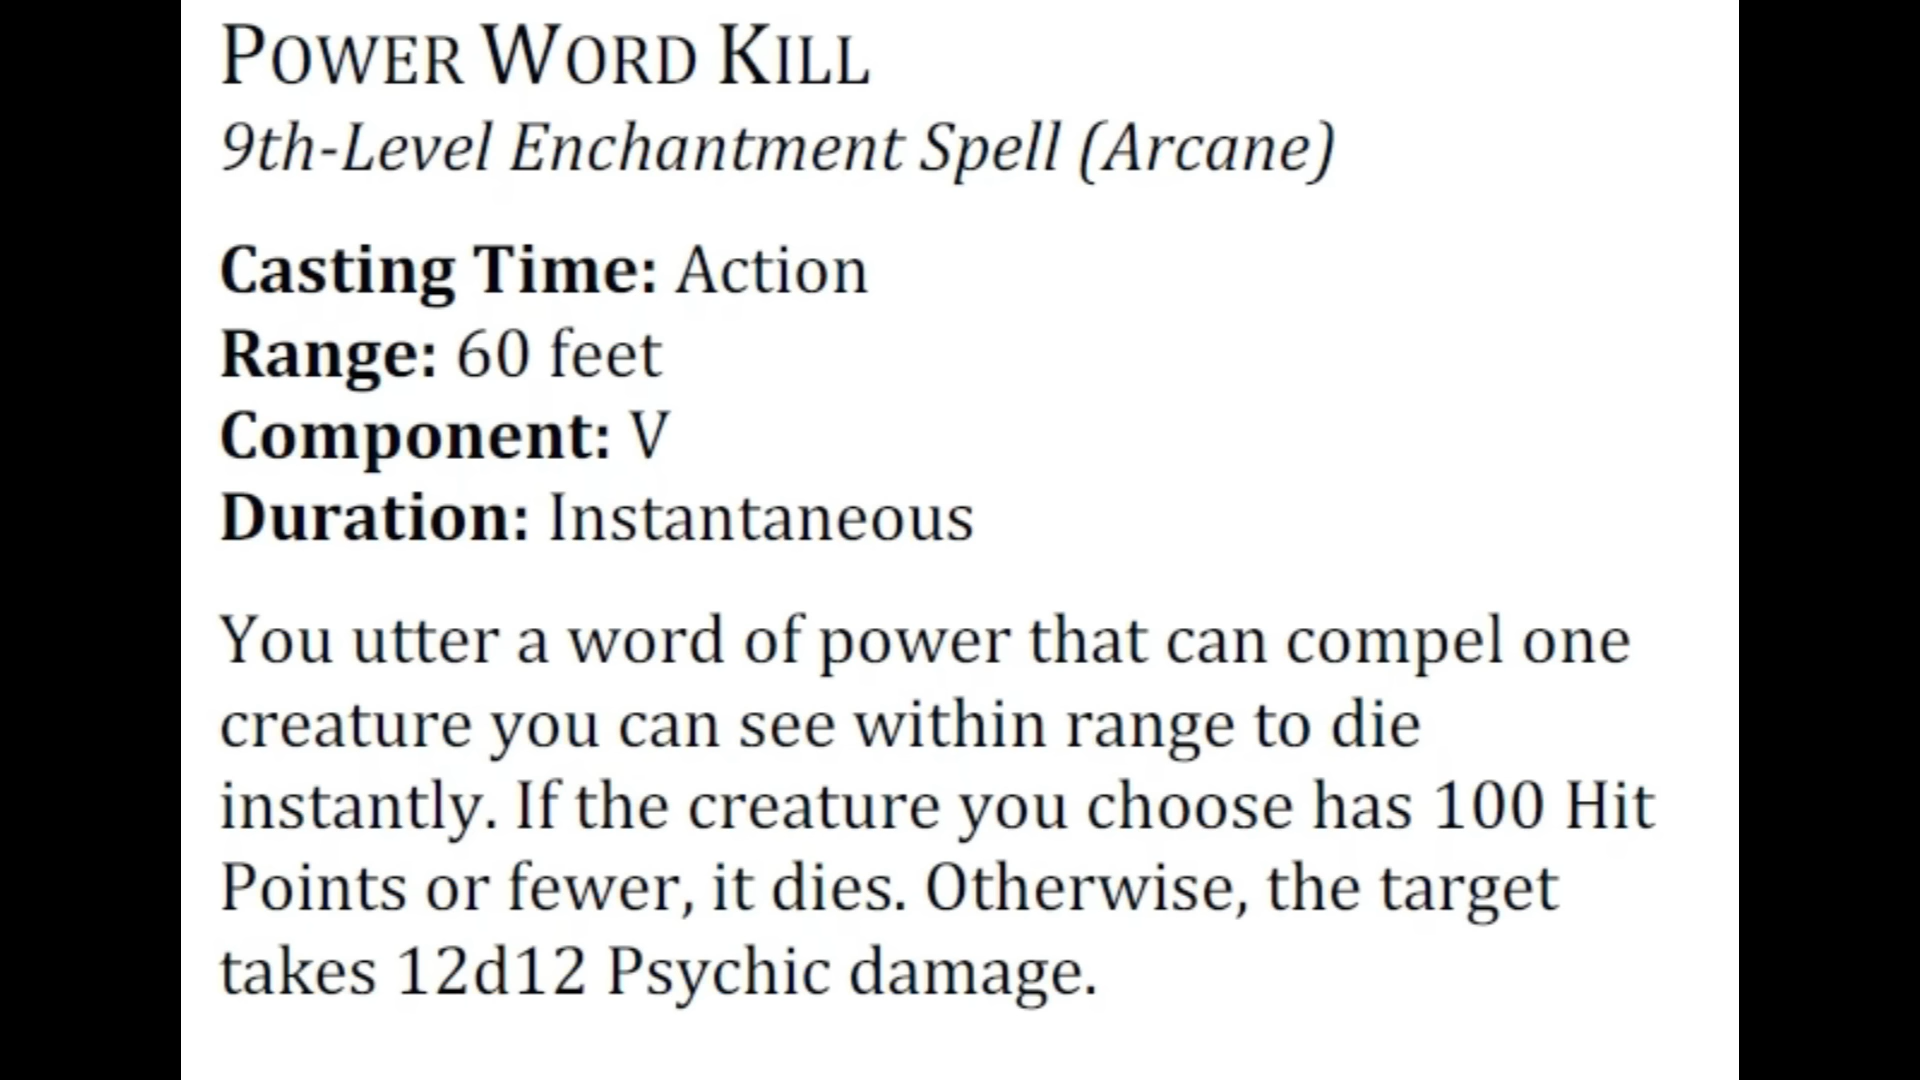 POWER WORD KILL
9th-Level Enchantment Spell (Arcane)
Casting Time: Action
Range: 60 feet
Component: V
Duration: Instantaneous
You utter a word of power that can compel one
creature you can see within range to die
instantly. If the creature you choose has 100 Hit
Points or fewer, it dies. Otherwise, the target
takes 12d12 Psychic damage.